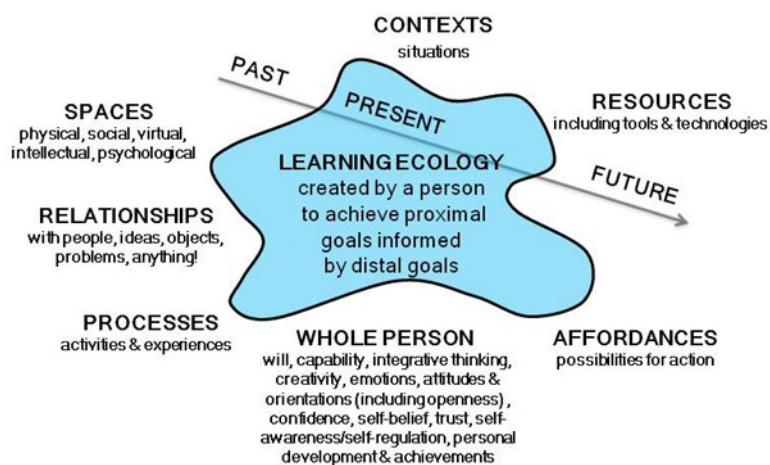 CONTEXTS
situations
PAST
PRESENT
FUTURE
SPACES
physical, social, virtual,
intellectual, psychological
RESOURCES
including tools & technologies
LEARNING ECOLOGY
created by a person
to achieve proximal
goals informed
by distal goals
RELATIONSHIPS
with people, ideas, objects,
problems, anything!
PROCESSES
activities & experiences
WHOLE PERSON
will, capability, integrative thinking,
creativity, emotions, attitudes &
orientations (including openness) ,
confidence, self-belief, trust, self-
awareness/self-regulation, personal
development & achievements
AFFORDANCES
possibilities for action